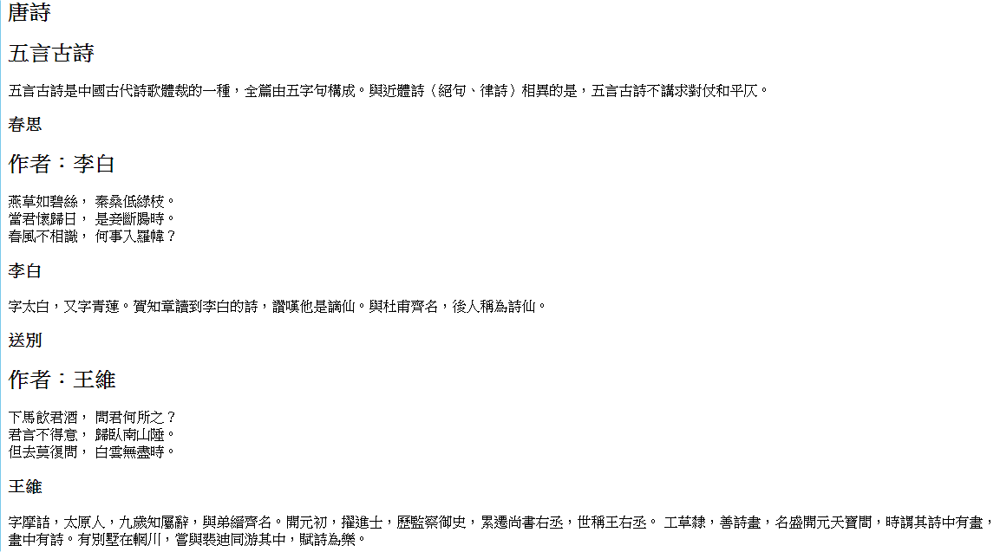 唐詩
五言古詩
五言古詩是中國古代詩歌體裁的一種，全篇由五字句構成。與近體詩（絕句、律詩）相異的是，五言古詩不講求對仗和平仄。
春思
作者：李白
燕草如碧絲， 秦桑低綠枝。
當君懷歸日， 是妾斷腸時。
春風不相識， 何事入羅幃？
李白
字太白，又字青蓮。賀知章讀到李白的詩，讚嘆他是謫仙。與杜甫齊名，後人稱為詩仙。
送別
作者：王維
下馬飲君酒， 問君何所之？
君言不得意， 歸臥南山陲。
但去莫復問， 白雲無盡時。
王維
字摩詰，太原人，九歲知屬辭，與弟縉齊名。開元初，擢進士，歷監察御史，累遷尚書右丞，世稱王右丞。 工草隸，善詩畫，名盛開元天寶間，時謂其詩中有畫，
畫中有詩。有別墅在輞川，嘗與裴迪同游其中，賦詩為樂。